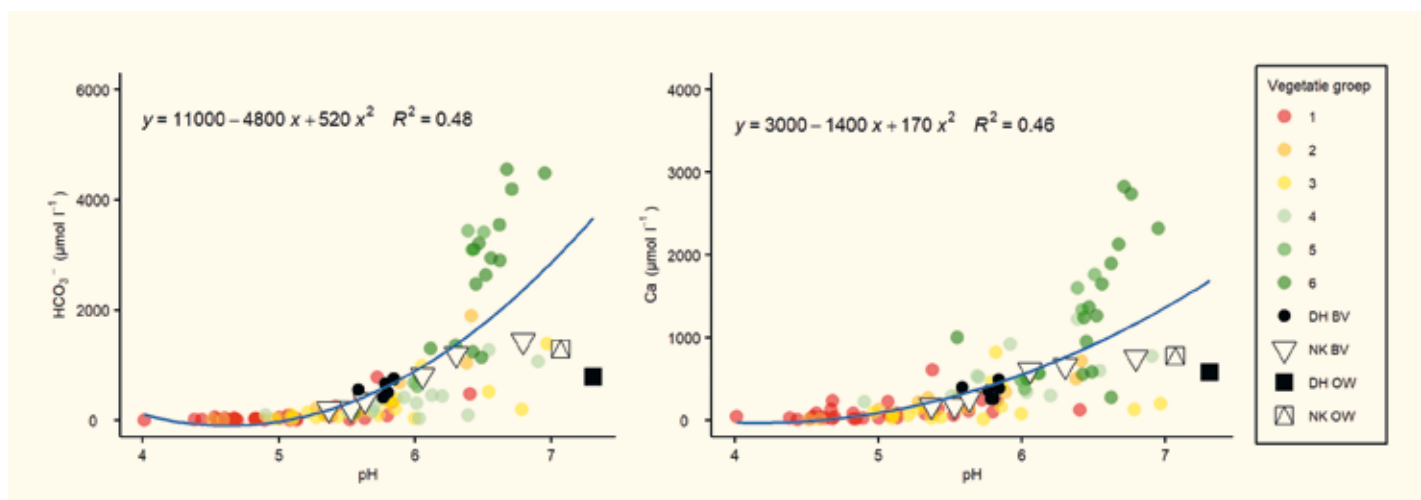 y = 11000 − 4800 x + 520 x² R² = 0.48
HCO₃⁻ (µmol l⁻¹)
6000
4000
2000
0
4
5
6
7
pH
y = 3000 − 1400 x + 170 x² R² = 0.46
Ca (µmol l⁻¹)
4000
3000
2000
1000
0
4
5
6
7
pH
Vegetatie groep
1
2
3
4
5
6
DH BV
NK BV
DH OW
NK OW